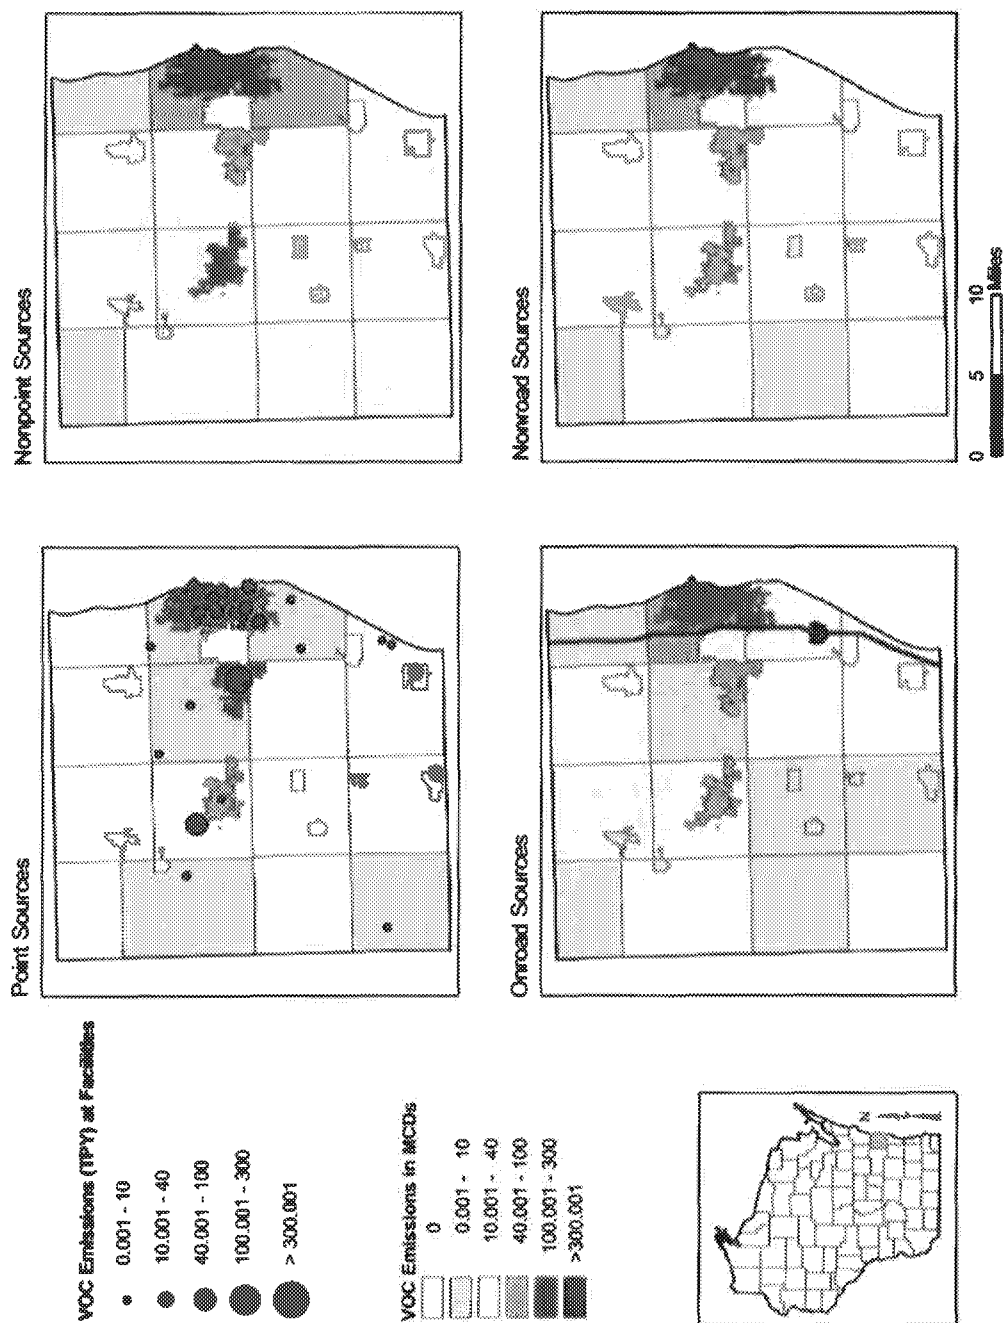 VOC Emissions (TPY) at Facilities
0.001 - 10
10.001 - 40
40.001 - 100
100.001 - 300
> 300.001
VOC Emissions in MCDs
0
0.001 - 10
10.001 - 40
40.001 - 100
100.001 - 300
>300.001
N
Point Sources
Nonpoint Sources
Onroad Sources
Nonroad Sources
0 5 10
Miles